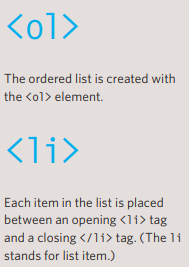 <ol>
The ordered list is created with
the <ol> element.
<li>
Each item in the list is placed
between an opening <li> tag
and a closing </li> tag. (The li
stands for list item.)